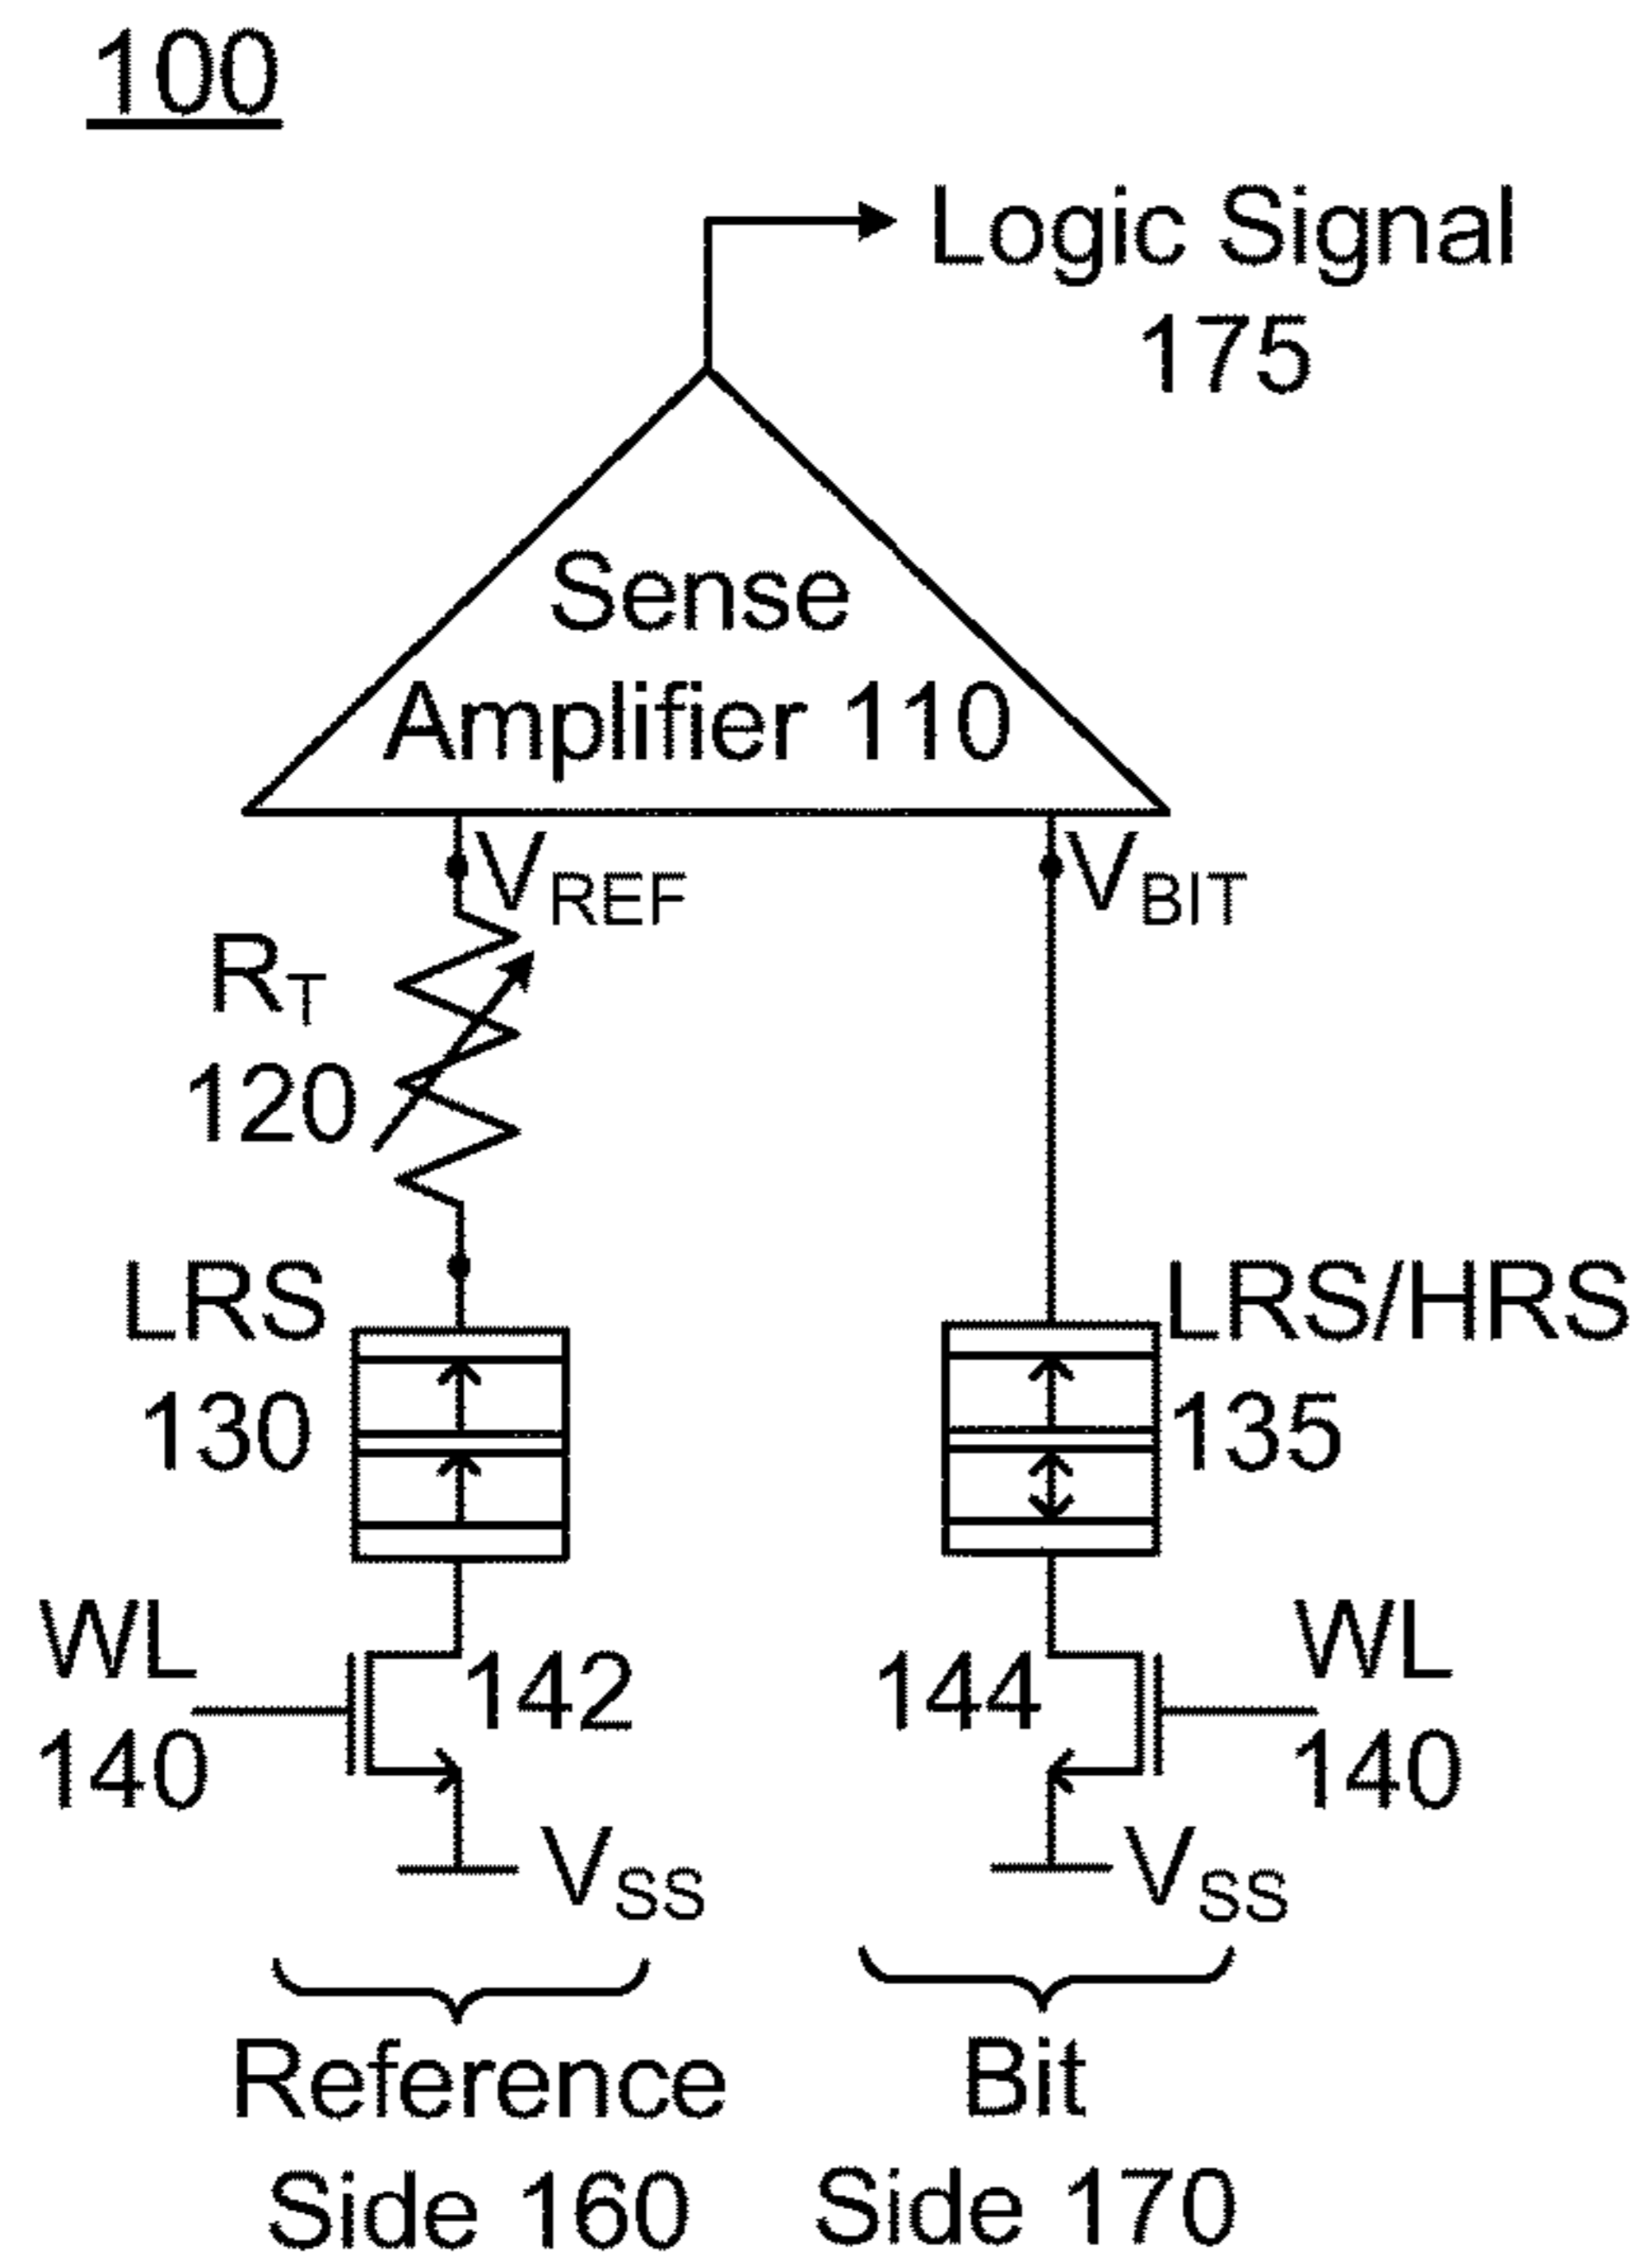 100
Logic Signal
175
Sense
Amplifier 110
VREF
VBIT
RT
120
LRS
130
LRS/HRS
135
WL
140
142
144
WL
140
VSS
VSS
Reference
Side 160
Bit
Side 170